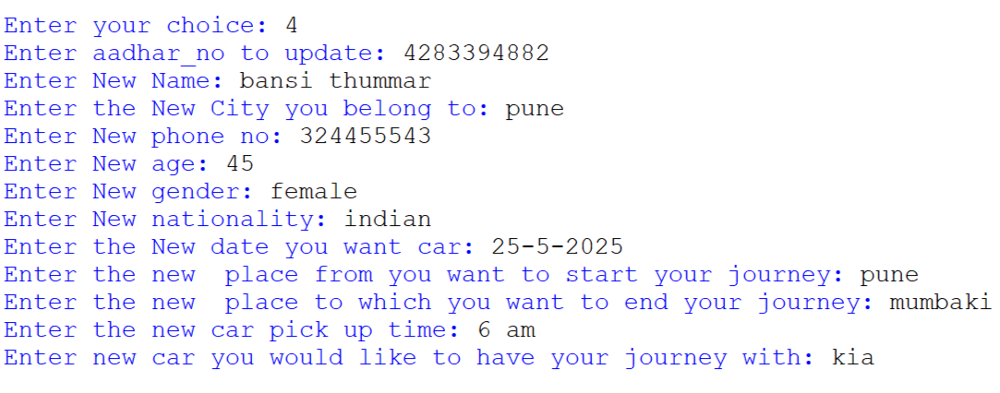 Enter your choice: 4
Enter aadhar_no to update: 4283394882
Enter New Name: bansi thummar
Enter the New City you belong to: pune
Enter New phone no: 324455543
Enter New age: 45
Enter New gender: female
Enter New nationality: indian
Enter the New date you want car: 25-5-2025
Enter the new  place from you want to start your journey: pune
Enter the new  place to which you want to end your journey: mumbaki
Enter the new car pick up time: 6 am
Enter new car you would like to have your journey with: kia